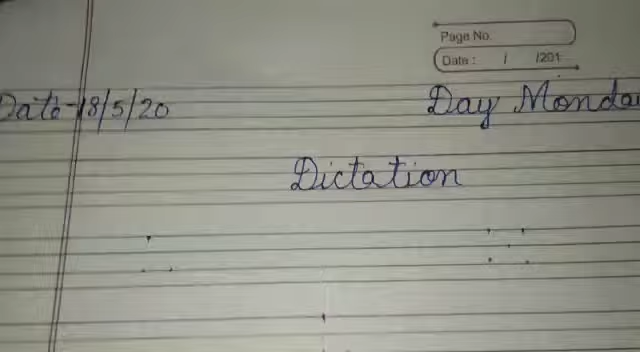 Page No.
Date : / /201
Date-18/5/20 Day Monda
Dictation